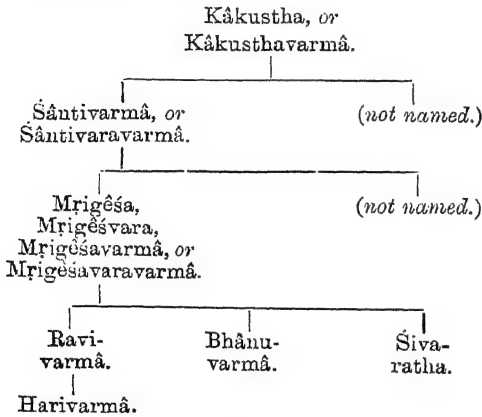 Kâkustha, or
Kâkusthavarmâ.
Śântivarmâ, or
Śântivaravarmâ.
(not named.)
Mṛigêśa,
Mṛigêśvara,
Mṛigêśavarmâ, or
Mṛigêśavaravarmâ.
(not named.)
Ravi-
varmâ.
Bhânu-
varmâ.
Śiva-
ratha.
Harivarmâ.